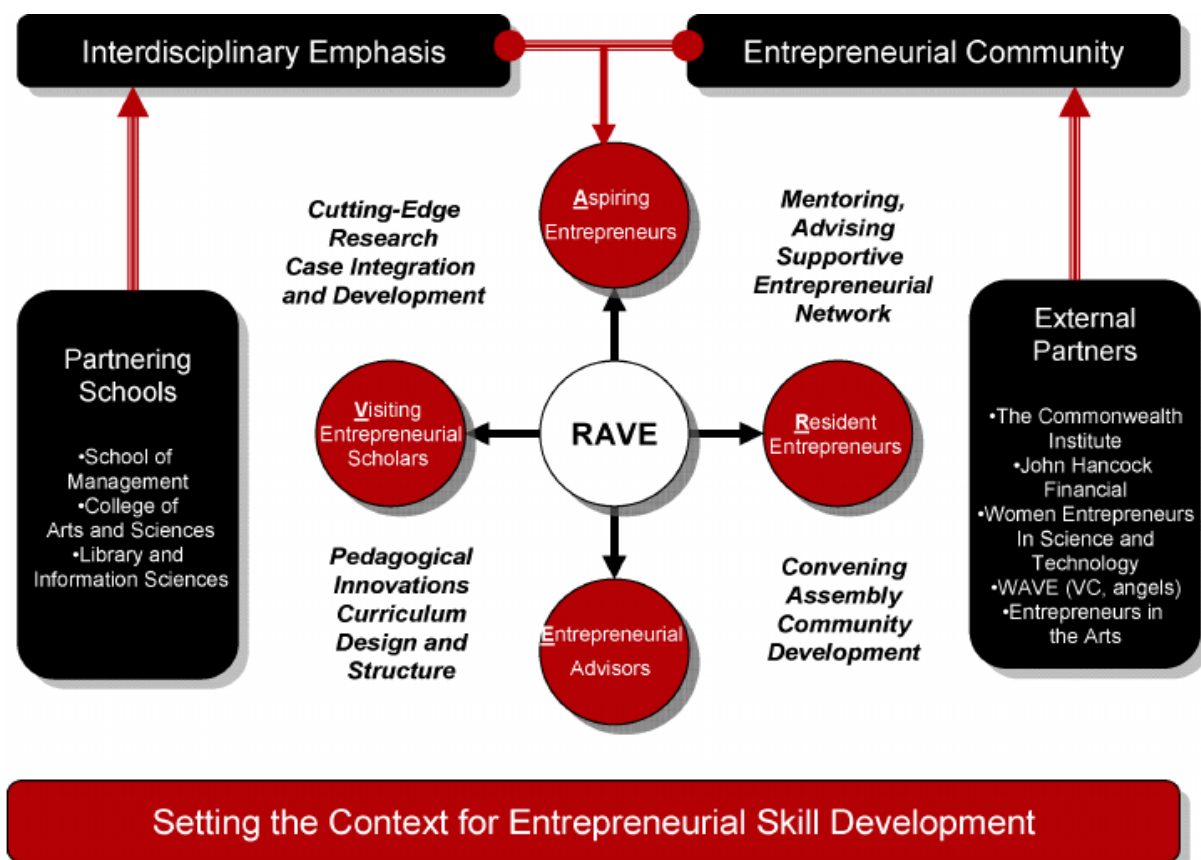 Interdisciplinary Emphasis
Entrepreneurial Community
Aspiring
Entrepreneurs
Cutting-Edge
Research
Case Integration
and Development
Mentoring,
Advising
Supportive
Entrepreneurial
Network
Partnering
Schools
•School of
Management
•College of
Arts and Sciences
•Library and
Information Sciences
Visiting
Entrepreneurial
Scholars
RAVE
Resident
Entrepreneurs
External
Partners
•The Commonwealth
Institute
•John Hancock
Financial
•Women Entrepreneurs
In Science and
Technology
•WAVE (VC, angels)
•Entrepreneurs in
the Arts
Pedagogical
Innovations
Curriculum
Design and
Structure
Entrepreneurial
Advisors
Convening
Assembly
Community
Development
Setting the Context for Entrepreneurial Skill Development